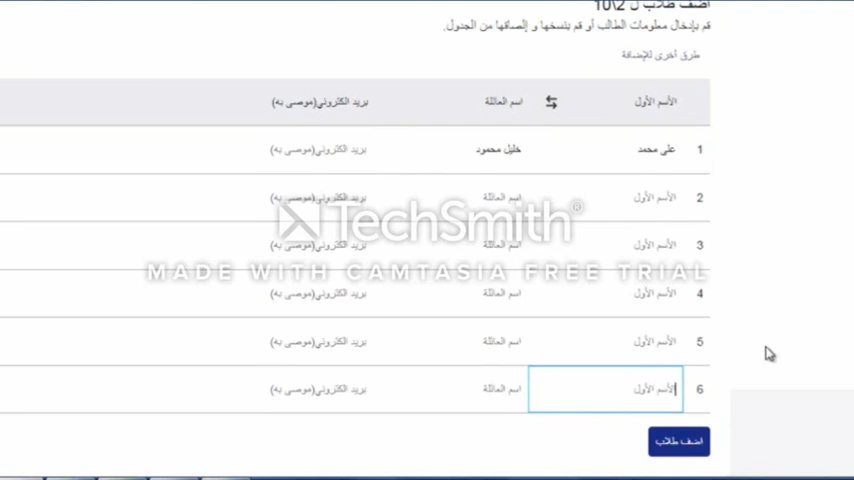 اضف طلاب ل 2\10
قم بإدخال معلومات الطالب أو قم بنسخها و إلصاقها من الجدول.
طرق أخرى للإضافة
الأسم الأول اسم العائلة بريد الكتروني(موصى به)
1 على محمد خليل محمود بريد الكتروني(موصى به)
2 الأسم الأول اسم العائلة بريد الكتروني(موصى به)
TechSmith®
3 الأسم الأول اسم العائلة بريد الكتروني(موصى به)
MADE WITH CAMTASIA FREE TRIAL
4 الأسم الأول اسم العائلة بريد الكتروني(موصى به)
5 الأسم الأول اسم العائلة بريد الكتروني(موصى به)
6 الأسم الأول اسم العائلة بريد الكتروني(موصى به)
اضف طلاب